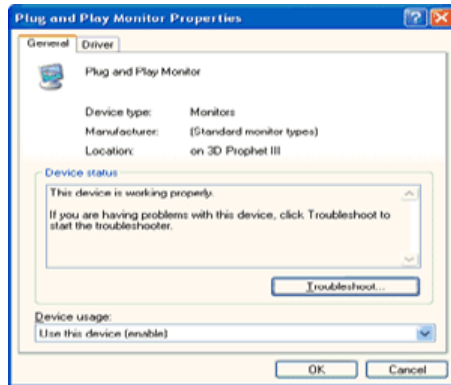 Plug and Play Monitor Properties
General Driver
Plug and Play Monitor
Device type: Monitors
Manufacturer: (Standard monitor types)
Location: on 3D Prophet III
Device status
This device is working properly.
If you are having problems with this device, click Troubleshoot to
start the troubleshooter.
Troubleshoot...
Device usage:
Use this device (enable)
OK Cancel